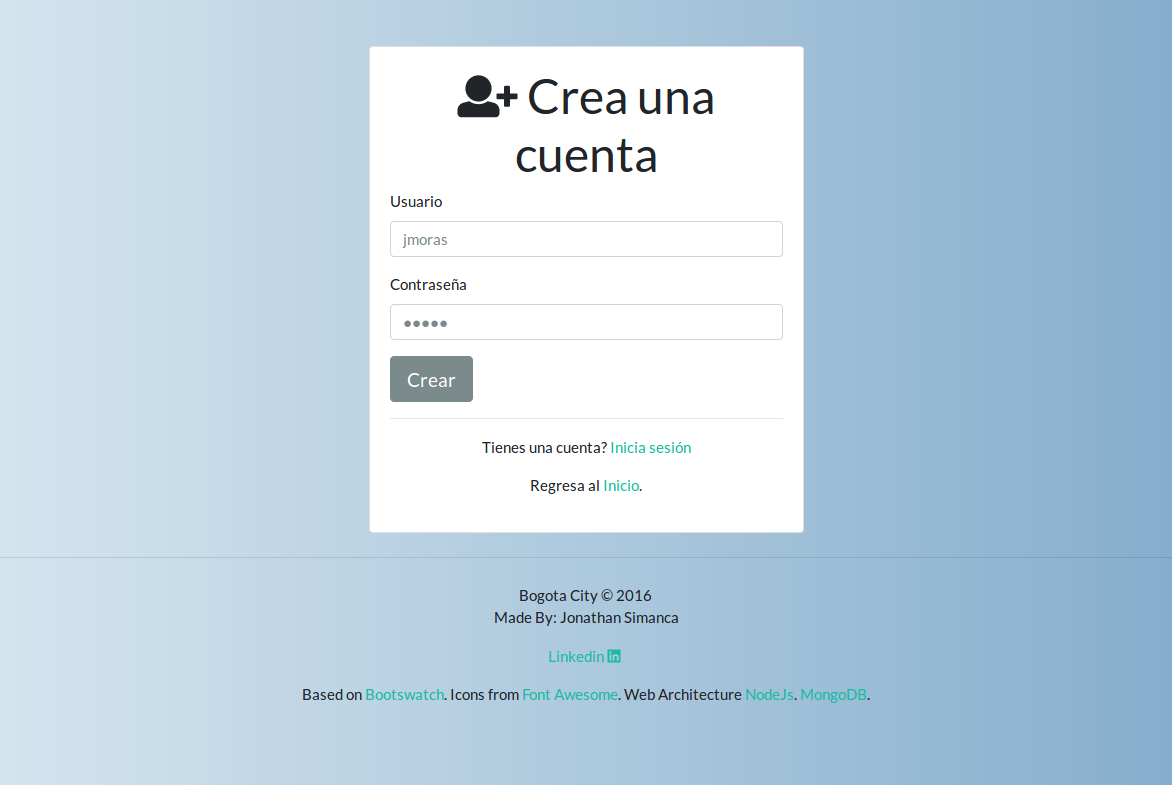 Crea una
cuenta
Usuario
jmoras
Contraseña
●●●●●
Crear
Tienes una cuenta? Inicia sesión
Regresa al Inicio.
Bogota City © 2016
Made By: Jonathan Simanca
Linkedin
Based on Bootswatch. Icons from Font Awesome. Web Architecture NodeJs. MongoDB.